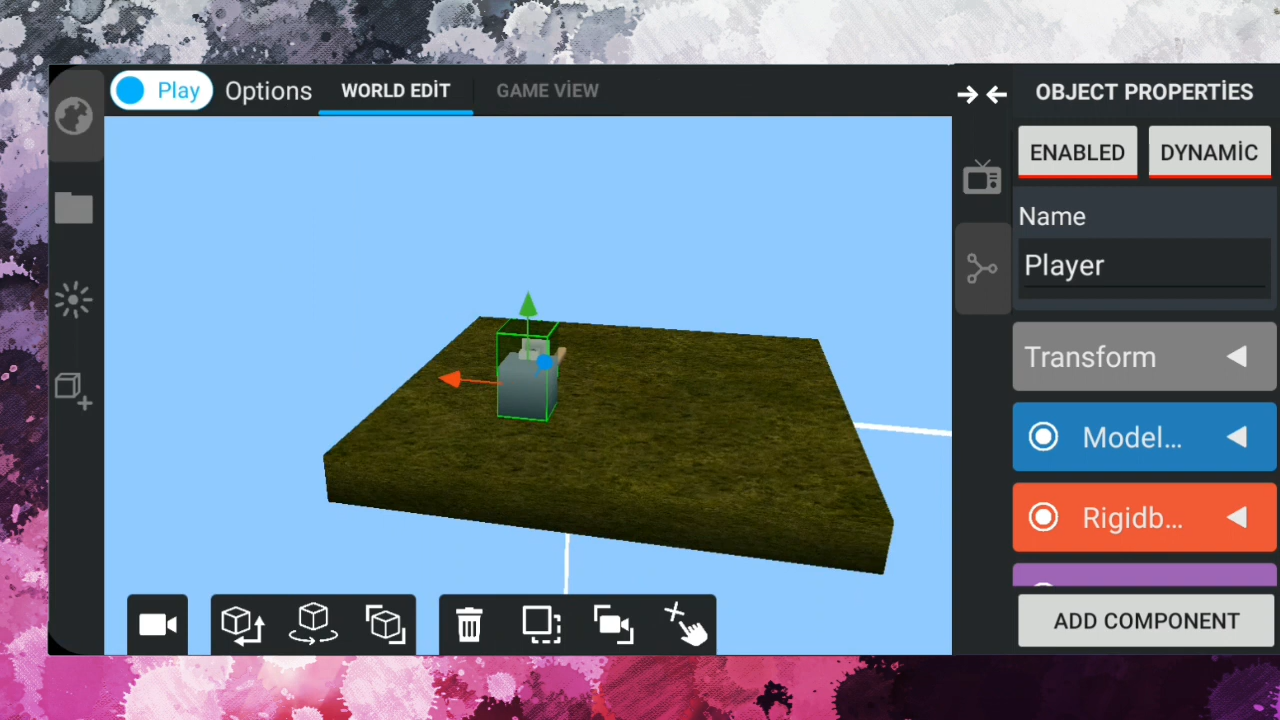 Play
Options
WORLD EDİT
GAME VİEW
OBJECT PROPERTİES
ENABLED
DYNAMİC
Name
Player
Transform
Model...
Rigidb...
ADD COMPONENT